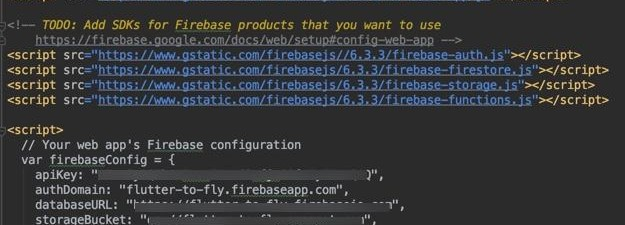 <!-- TODO: Add SDKs for Firebase products that you want to use
https://firebase.google.com/docs/web/setup#config-web-app -->
<script src="https://www.gstatic.com/firebasejs//6.3.3/firebase-auth.js"></script>
<script src="https://www.gstatic.com/firebasejs/6.3.3/firebase-firestore.js"></script>
<script src="https://www.gstatic.com/firebasejs/6.3.3/firebase-storage.js"></script>
<script src="https://www.gstatic.com/firebasejs/6.3.3/firebase-functions.js"></script>
<script>
// Your web app's Firebase configuration
var firebaseConfig = {
apiKey: "
authDomain: "flutter-to-fly.firebaseapp.com",
databaseURL:
storageBucket: